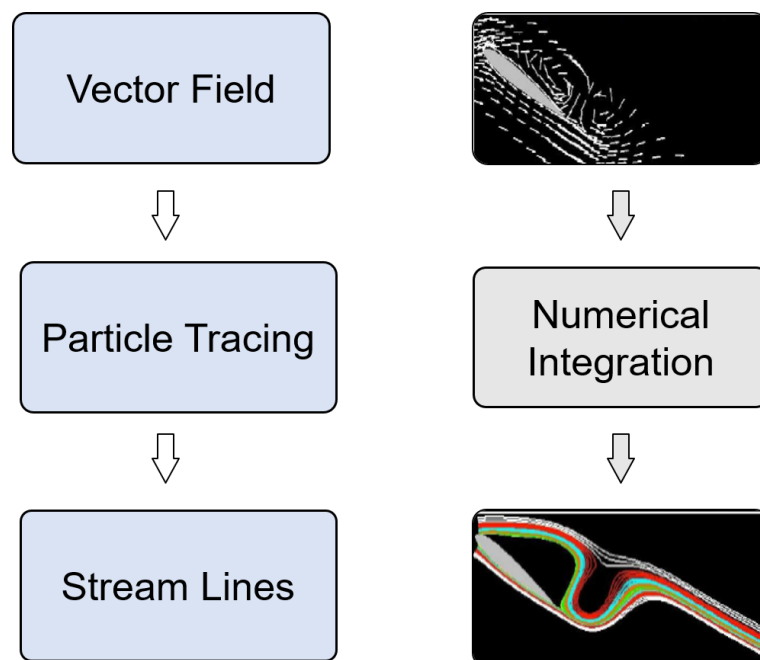 Vector Field
Particle Tracing
Numerical
Integration
Stream Lines